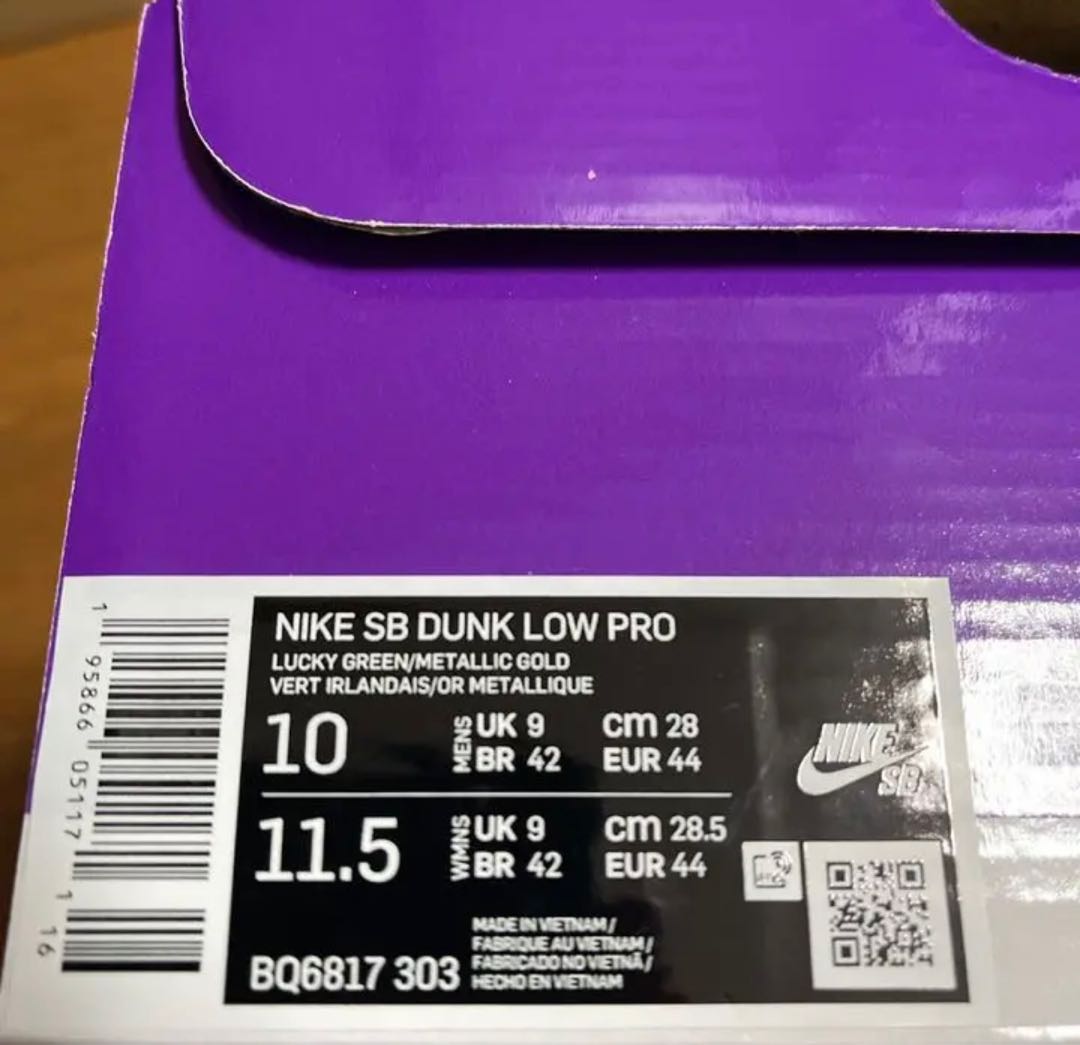 NIKE SB DUNK LOW PRO
LUCKY GREEN/METALLIC GOLD
VERT IRLANDAIS/OR METALLIQUE
10 MENS UK 9 CM 28
BR 42 EUR 44
11.5 WMNS UK 9 CM 28.5
BR 42 EUR 44
MADE IN VIETNAM /
FABRIQUE AU VIETNAM /
FABRICADO NO VIETNÃ /
HECHO EN VIETNAM
BQ6817 303
NIKE
SB
1 95866 05117 1 16